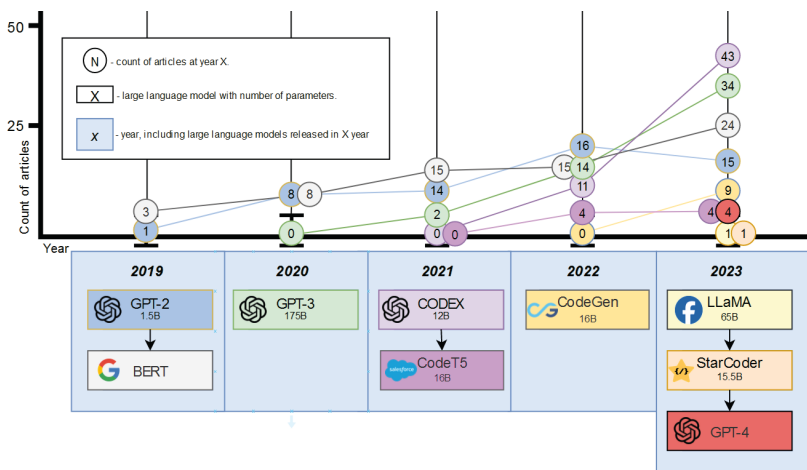 50
N - count of articles at year X.
X - large language model with number of parameters.
x - year, including large language models released in X year
25
Count of articles
43
34
24
16
15
15 14
15
8 8
14
11
9
3
2
4
4 4
1
0
0 0
0
1 1
Year
2019
2020
2021
2022
2023
GPT-2
1.5B
GPT-3
175B
CODEX
12B
CodeGen
16B
LLaMA
65B
BERT
salesforce
CodeT5
16B
{/}
StarCoder
15.5B
GPT-4